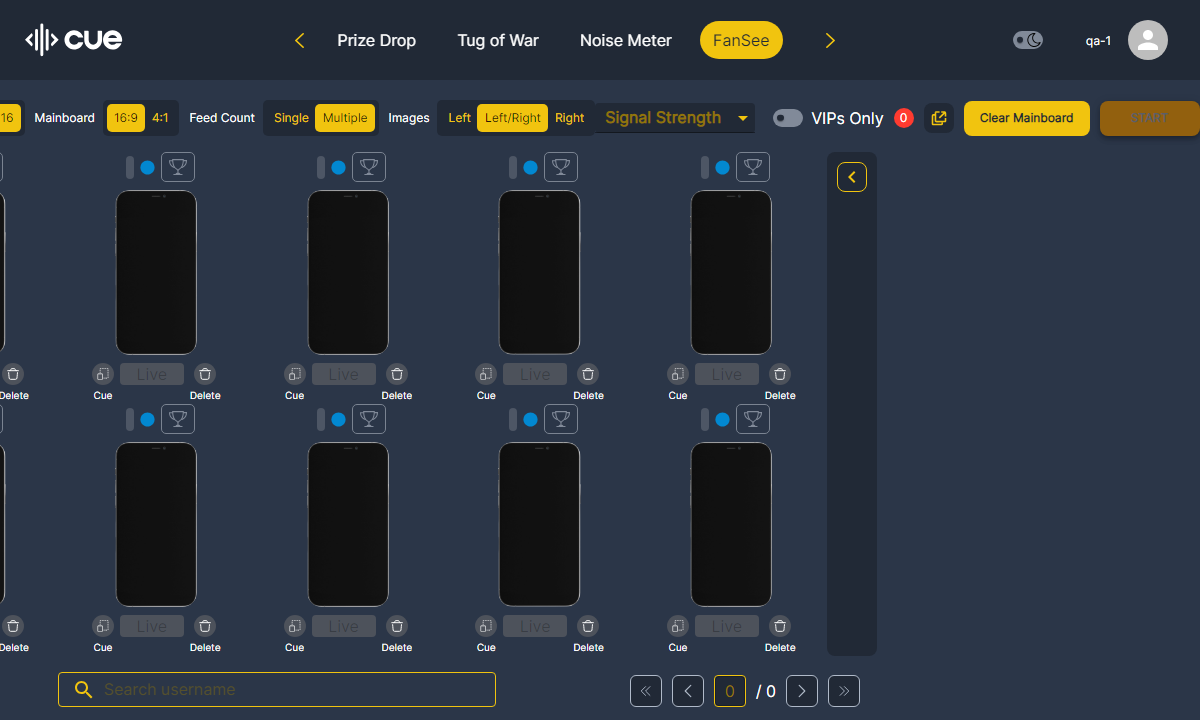 cue
Prize Drop
Tug of War
Noise Meter
FanSee
qa-1
16
Mainboard
16:9
4:1
Feed Count
Single
Multiple
Images
Left
Left/Right
Right
Signal Strength
VIPs Only
0
Clear Mainboard
START
Delete
Live
Cue
Delete
Live
Cue
Delete
Live
Cue
Delete
Live
Cue
Delete
Delete
Live
Cue
Delete
Live
Cue
Delete
Live
Cue
Delete
Live
Cue
Delete
Search username
0
/ 0